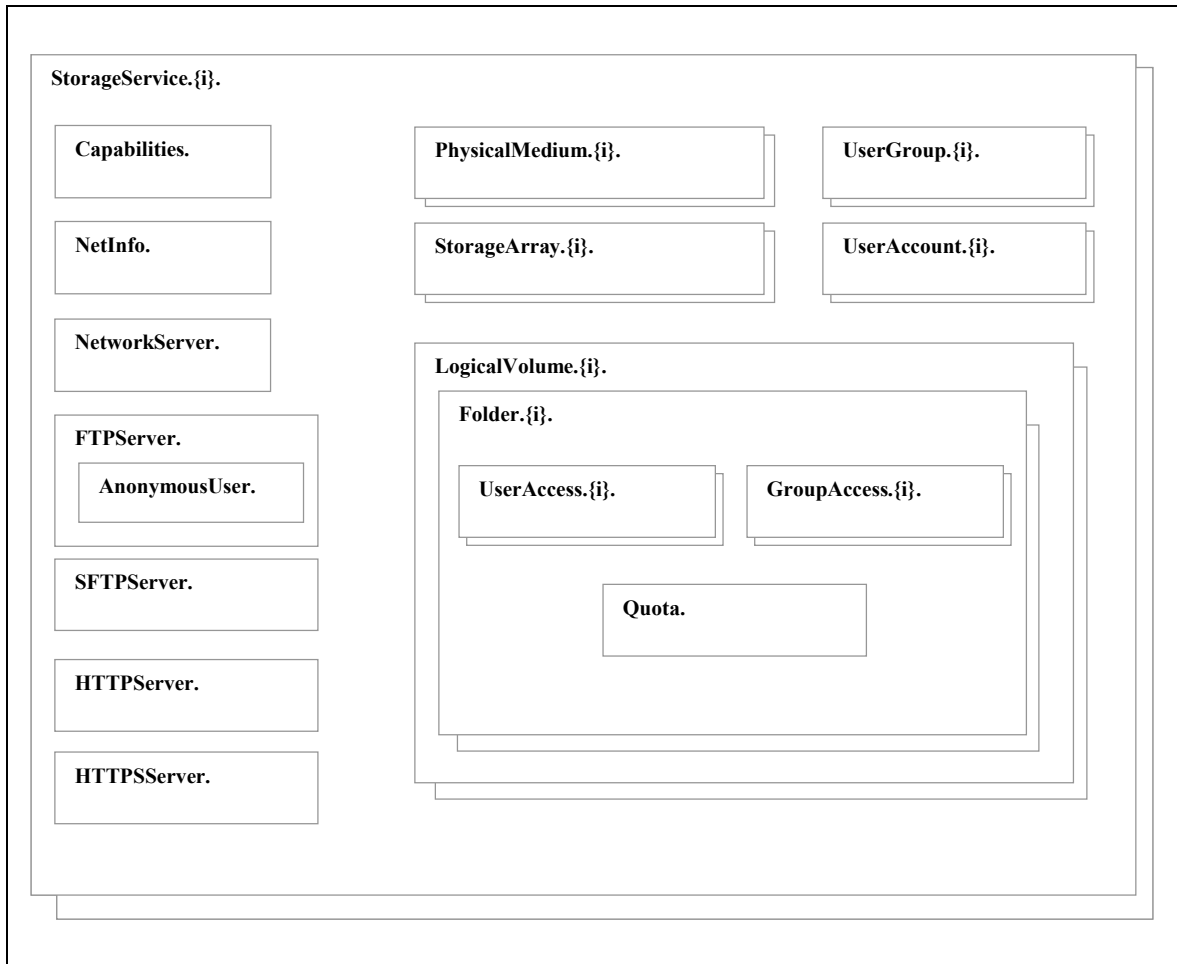 StorageService.{i}.
Capabilities.
PhysicalMedium.{i}.
UserGroup.{i}.
NetInfo.
StorageArray.{i}.
UserAccount.{i}.
NetworkServer.
LogicalVolume.{i}.
Folder.{i}.
FTPServer.
AnonymousUser.
UserAccess.{i}.
GroupAccess.{i}.
SFTPServer.
Quota.
HTTPServer.
HTTPSServer.